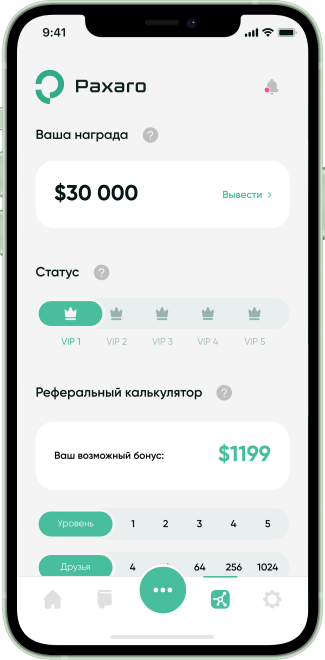 9:41
Paxaro
Ваша награда ?
$30 000 Вывести >
Статус ?
VIP 1 VIP 2 VIP 3 VIP 4 VIP 5
Реферальный калькулятор ?
Ваш возможный бонус: $1199
Уровень 1 2 3 4 5
Друзья 4 64 256 1024